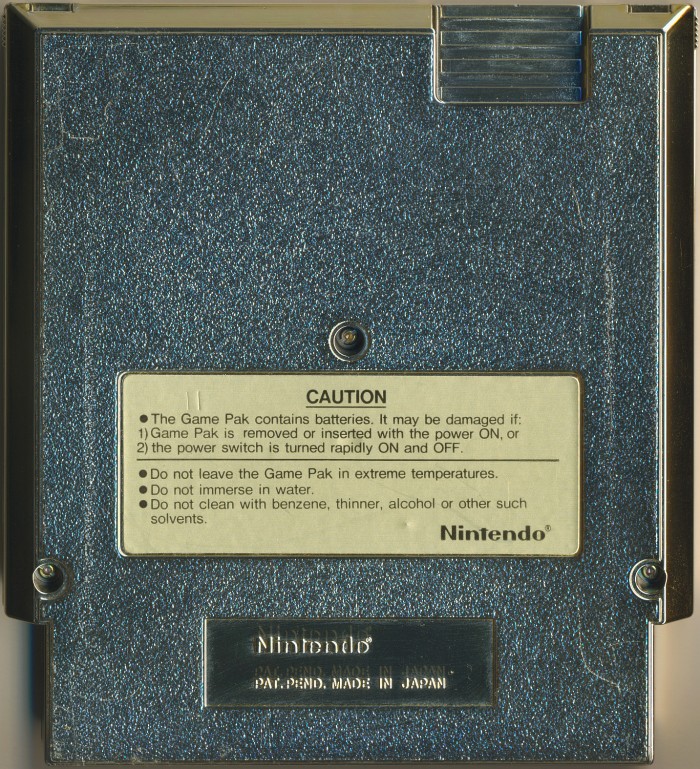 11
CAUTION
● The Game Pak contains batteries. It may be damaged if:
1) Game Pak is removed or inserted with the power ON, or
2) the power switch is turned rapidly ON and OFF.
● Do not leave the Game Pak in extreme temperatures.
● Do not immerse in water.
● Do not clean with benzene, thinner, alcohol or other such
solvents.
Nintendo®
Nintendo®
PAT. PEND. MADE IN JAPAN